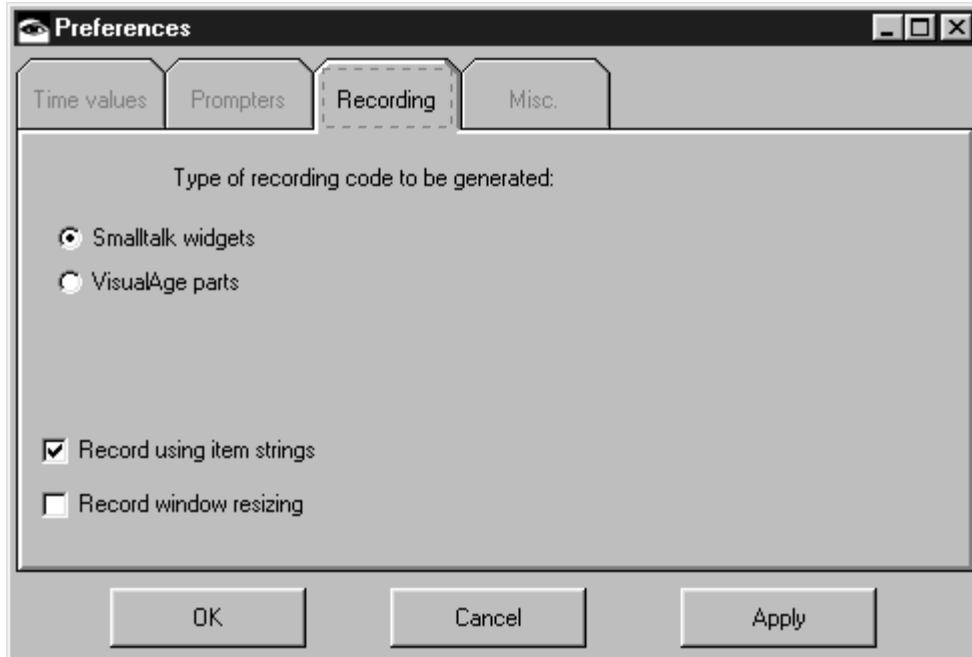 Preferences
Time values Prompters Recording Misc.
Type of recording code to be generated:
Smalltalk widgets
VisualAge parts
Record using item strings
Record window resizing
OK Cancel Apply